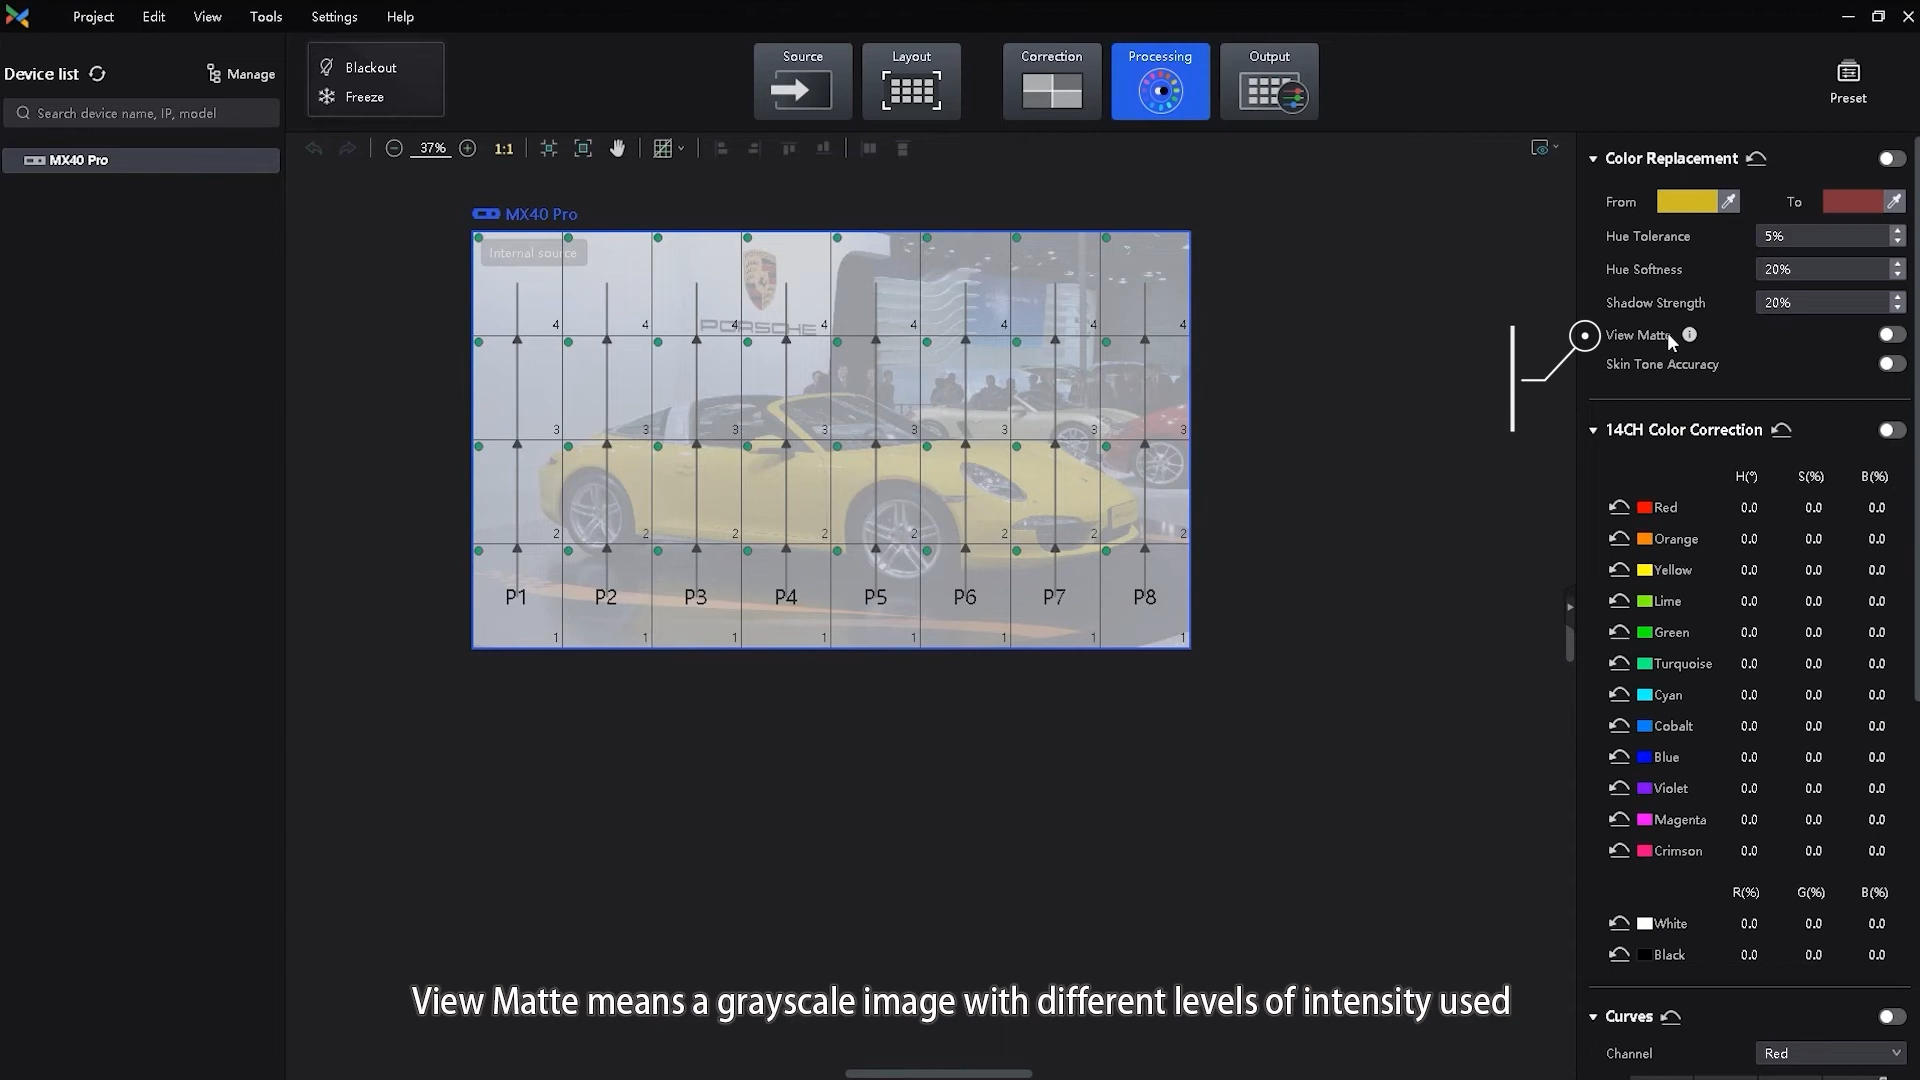 Project Edit View Tools Settings Help
Device list
Manage
Search device name, IP, model
MX40 Pro
Blackout
Freeze
Source
Layout
Correction
Processing
Output
Preset
37%
1:1
MX40 Pro
Internal source
PORSCHE
4 4 4 4 4 4 4 4
3 3 3 3 3 3 3 3
2 2 2 2 2 2 2 2
P1 P2 P3 P4 P5 P6 P7 P8
1 1 1 1 1 1 1 1
Color Replacement
From To
Hue Tolerance 5%
Hue Softness 20%
Shadow Strength 20%
View Matte
Skin Tone Accuracy
14CH Color Correction
H(°) S(%) B(%)
Red 0.0 0.0 0.0
Orange 0.0 0.0 0.0
Yellow 0.0 0.0 0.0
Lime 0.0 0.0 0.0
Green 0.0 0.0 0.0
Turquoise 0.0 0.0 0.0
Cyan 0.0 0.0 0.0
Cobalt 0.0 0.0 0.0
Blue 0.0 0.0 0.0
Violet 0.0 0.0 0.0
Magenta 0.0 0.0 0.0
Crimson 0.0 0.0 0.0
R(%) G(%) B(%)
White 0.0 0.0 0.0
Black 0.0 0.0 0.0
Curves
Channel Red
View Matte means a grayscale image with different levels of intensity used